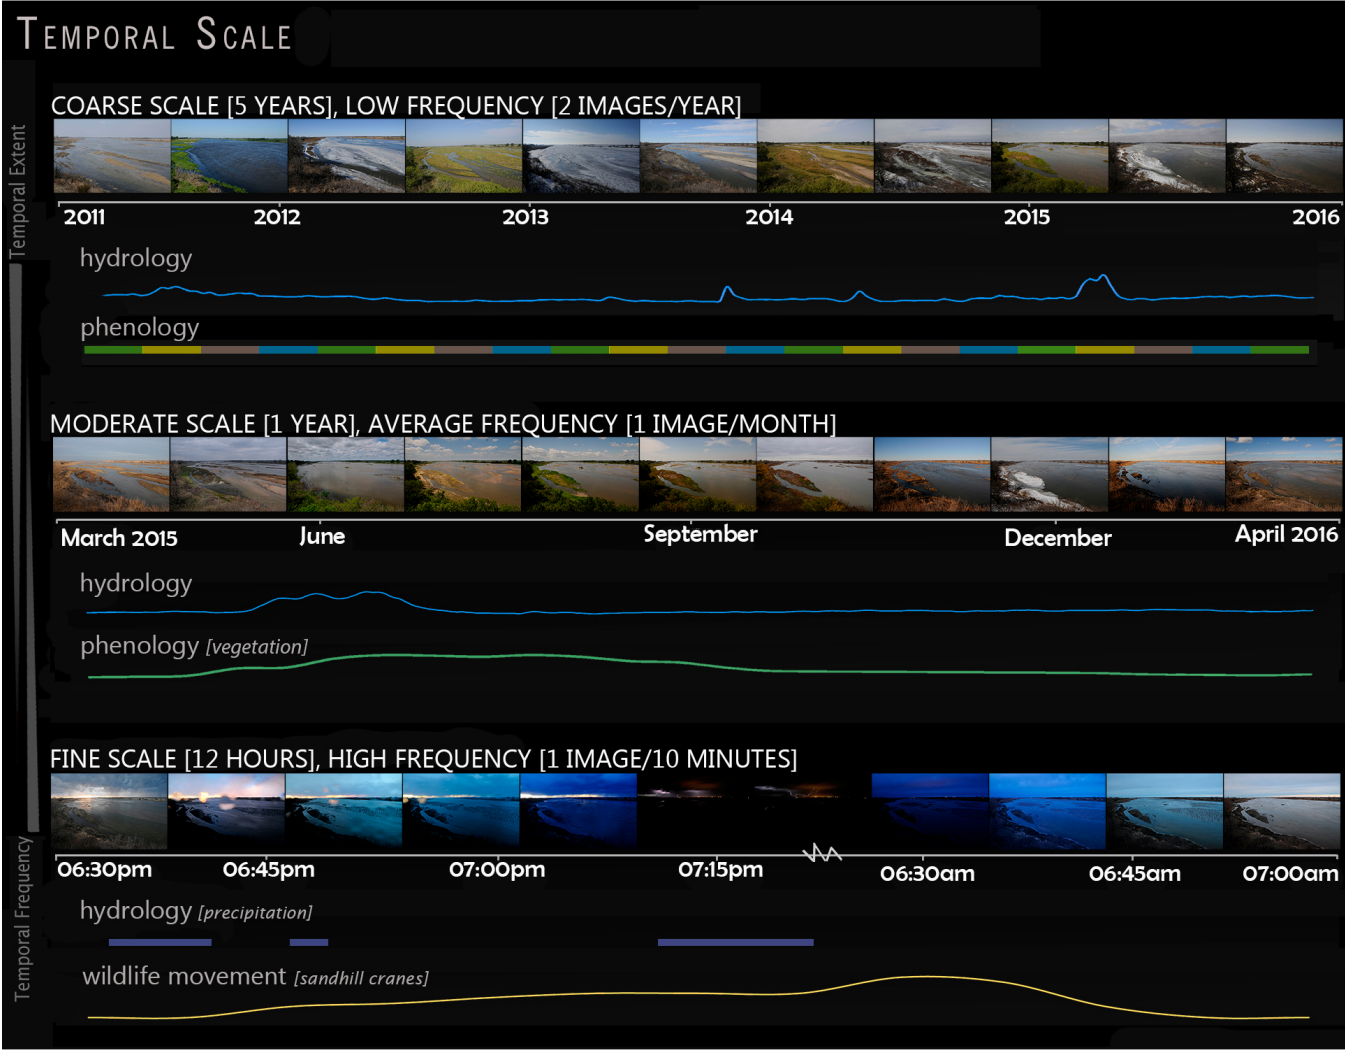 TEMPORAL SCALE
Temporal Extent
COARSE SCALE [5 YEARS], LOW FREQUENCY [2 IMAGES/YEAR]
2011 2012 2013 2014 2015 2016
hydrology
phenology
MODERATE SCALE [1 YEAR], AVERAGE FREQUENCY [1 IMAGE/MONTH]
March 2015 June September December April 2016
hydrology
phenology [vegetation]
FINE SCALE [12 HOURS], HIGH FREQUENCY [1 IMAGE/10 MINUTES]
Temporal Frequency
06:30pm 06:45pm 07:00pm 07:15pm 06:30am 06:45am 07:00am
hydrology [precipitation]
wildlife movement [sandhill cranes]